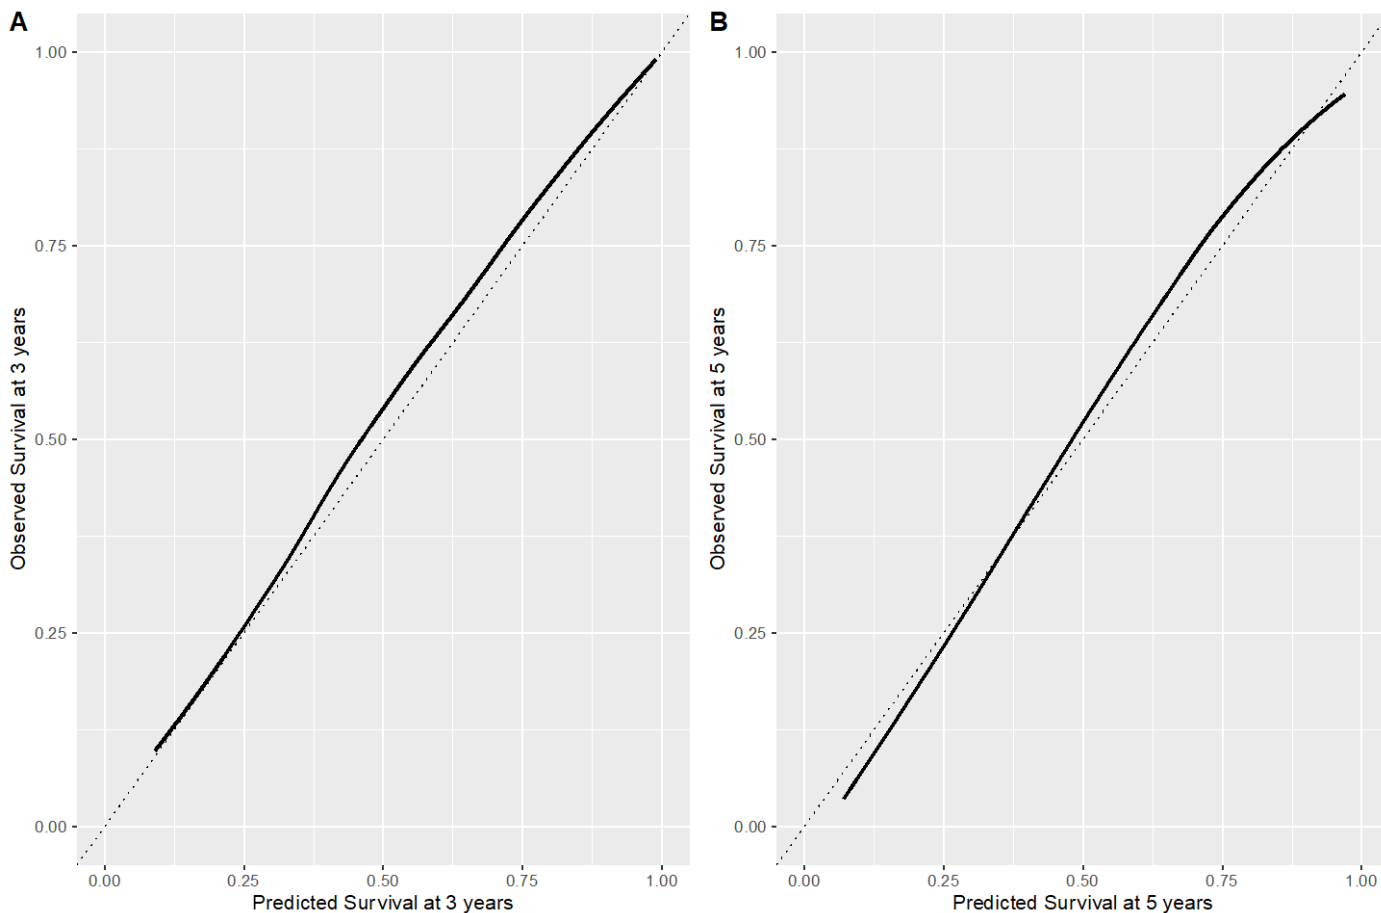 A
1.00
0.75
0.50
0.25
0.00
Observed Survival at 3 years
0.00 0.25 0.50 0.75 1.00
Predicted Survival at 3 years
B
1.00
0.75
0.50
0.25
0.00
Observed Survival at 5 years
0.00 0.25 0.50 0.75 1.00
Predicted Survival at 5 years